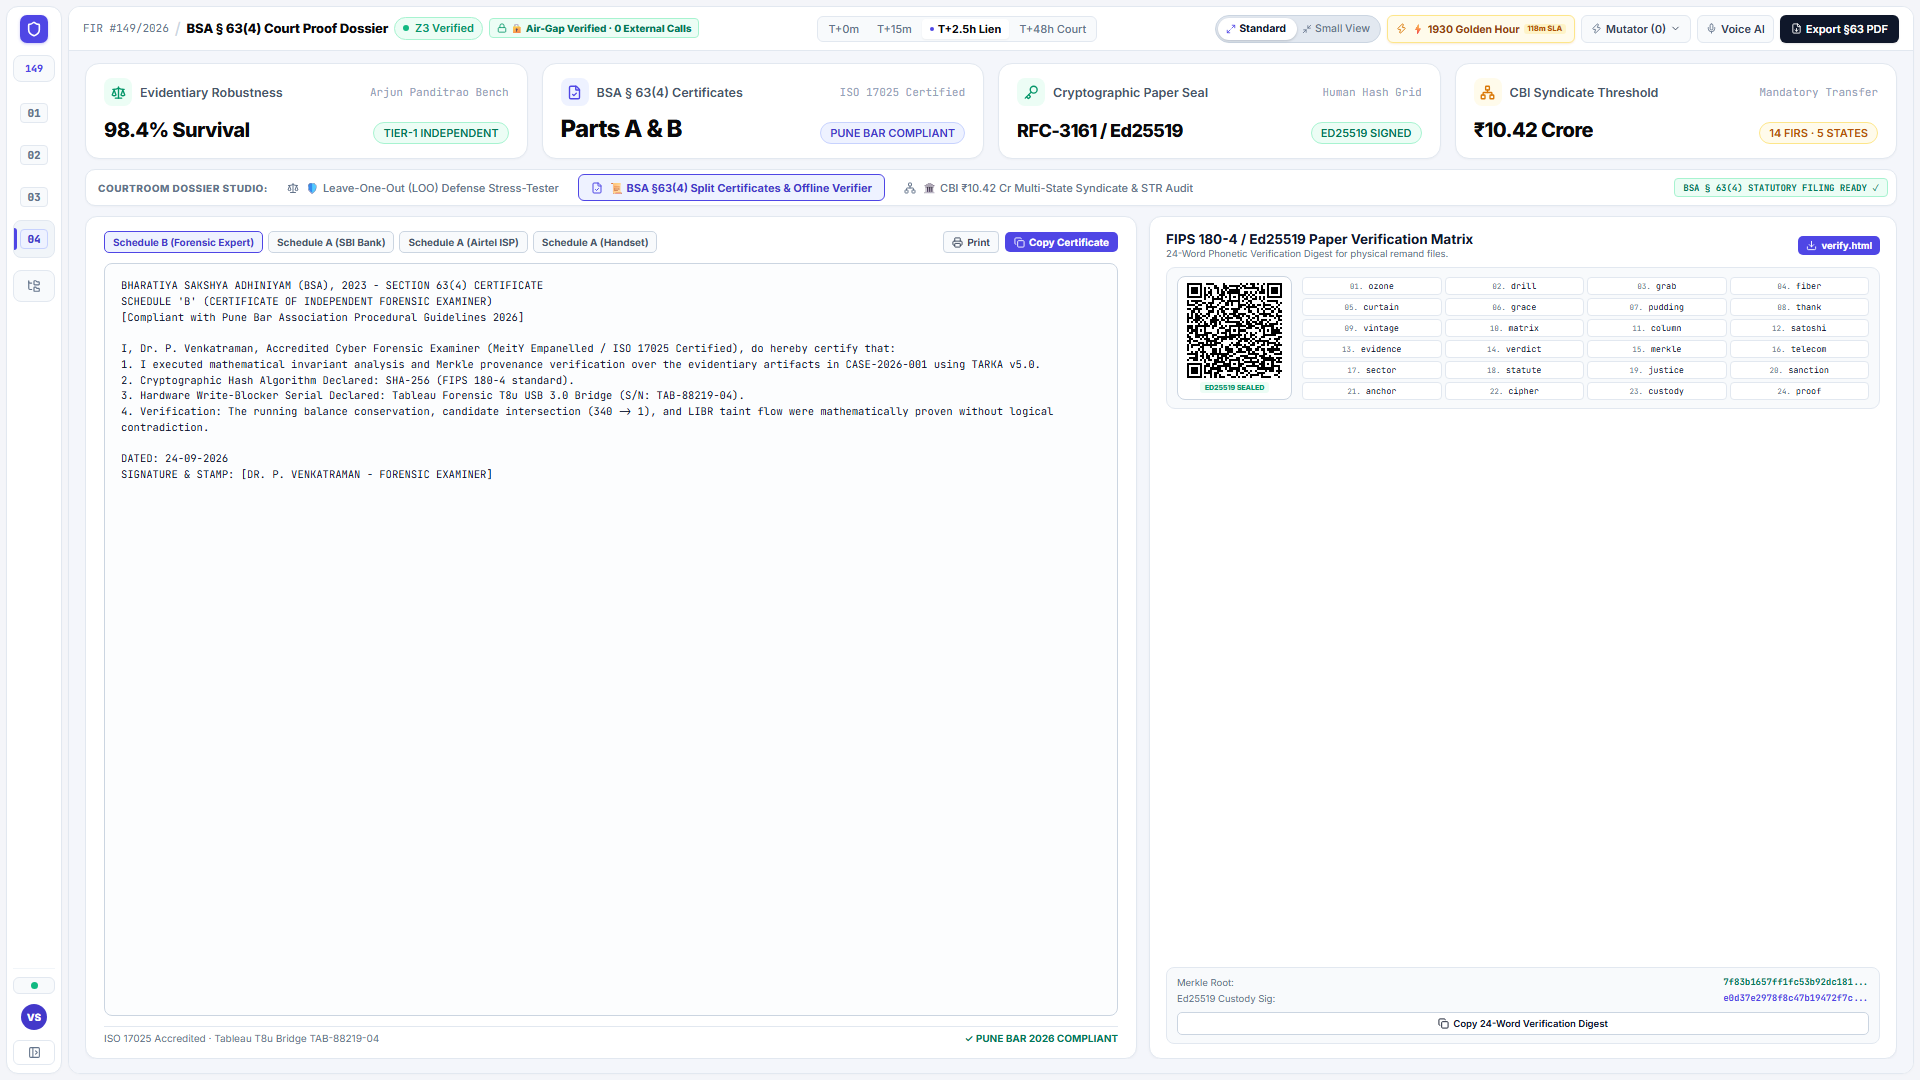 FIR #149/2026 / BSA § 63(4) Court Proof Dossier
Z3 Verified
Air-Gap Verified · 0 External Calls
T+0m T+15m • T+2.5h Lien T+48h Court
Standard Small View
1930 Golden Hour 118m SLA
Mutator (0)
Voice AI
Export §63 PDF
149
01
02
03
04
VS
Evidentiary Robustness
Arjun Panditrao Bench
98.4% Survival
TIER-1 INDEPENDENT
BSA § 63(4) Certificates
ISO 17025 Certified
Parts A & B
PUNE BAR COMPLIANT
Cryptographic Paper Seal
Human Hash Grid
RFC-3161 / Ed25519
ED25519 SIGNED
CBI Syndicate Threshold
Mandatory Transfer
₹10.42 Crore
14 FIRS · 5 STATES
COURTROOM DOSSIER STUDIO:
Leave-One-Out (LOO) Defense Stress-Tester
BSA §63(4) Split Certificates & Offline Verifier
CBI ₹10.42 Cr Multi-State Syndicate & STR Audit
BSA § 63(4) STATUTORY FILING READY ✓
Schedule B (Forensic Expert)
Schedule A (SBI Bank)
Schedule A (Airtel ISP)
Schedule A (Handset)
Print
Copy Certificate
BHARATIYA SAKSHYA ADHINIYAM (BSA), 2023 - SECTION 63(4) CERTIFICATE
SCHEDULE 'B' (CERTIFICATE OF INDEPENDENT FORENSIC EXAMINER)
[Compliant with Pune Bar Association Procedural Guidelines 2026]
I, Dr. P. Venkatraman, Accredited Cyber Forensic Examiner (MeitY Empanelled / ISO 17025 Certified), do hereby certify that:
1. I executed mathematical invariant analysis and Merkle provenance verification over the evidentiary artifacts in CASE-2026-001 using TARKA v5.0.
2. Cryptographic Hash Algorithm Declared: SHA-256 (FIPS 180-4 standard).
3. Hardware Write-Blocker Serial Declared: Tableau Forensic T8u USB 3.0 Bridge (S/N: TAB-88219-04).
4. Verification: The running balance conservation, candidate intersection (340 → 1), and LIBR taint flow were mathematically proven without logical
contradiction.
DATED: 24-09-2026
SIGNATURE & STAMP: [DR. P. VENKATRAMAN - FORENSIC EXAMINER]
ISO 17025 Accredited · Tableau T8u Bridge TAB-88219-04
✓ PUNE BAR 2026 COMPLIANT
FIPS 180-4 / Ed25519 Paper Verification Matrix
24-Word Phonetic Verification Digest for physical remand files.
verify.html
ED25519 SEALED
01. ozone 02. drill 03. grab 04. fiber
05. curtain 06. grace 07. pudding 08. thank
09. vintage 10. matrix 11. column 12. satoshi
13. evidence 14. verdict 15. merkle 16. telecom
17. sector 18. statute 19. justice 20. sanction
21. anchor 22. cipher 23. custody 24. proof
Merkle Root: 7f83b1657ff1fc53b92dc181...
Ed25519 Custody Sig: e0d37e2978f8c47b19472f7c...
Copy 24-Word Verification Digest